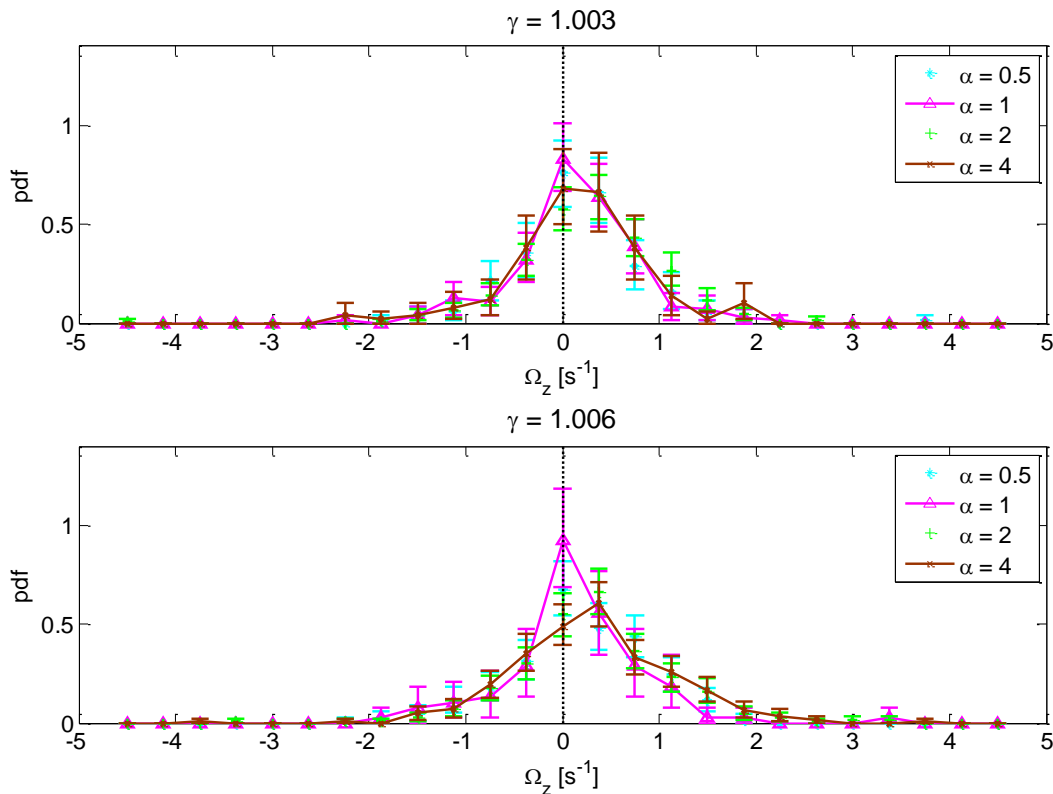 γ = 1.003
α = 0.5
α = 1
α = 2
α = 4
pdf
1
0.5
0
-5 -4 -3 -2 -1 0 1 2 3 4 5
Ω_z [s^-1]
γ = 1.006
α = 0.5
α = 1
α = 2
α = 4
pdf
1
0.5
0
-5 -4 -3 -2 -1 0 1 2 3 4 5
Ω_z [s^-1]